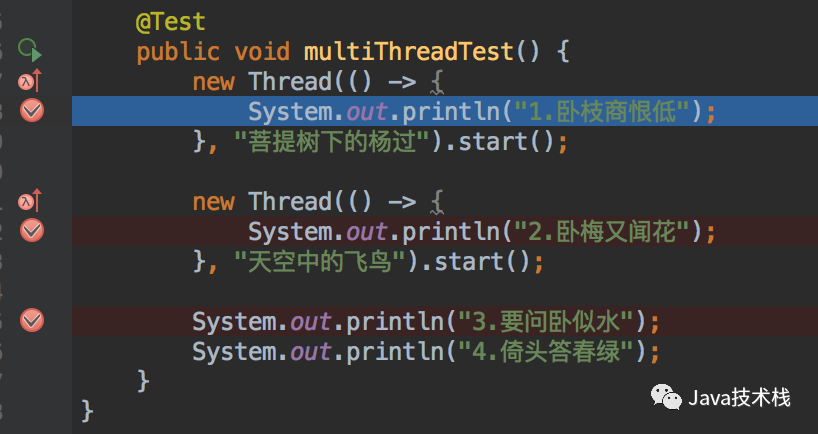 @Test
public void multiThreadTest() {
new Thread(() -> {
System.out.println("1.卧枝商恨低");
}, "菩提树下的杨过").start();
new Thread(() -> {
System.out.println("2.卧梅又闻花");
}, "天空中的飞鸟").start();
System.out.println("3.要问卧似水");
System.out.println("4.倚头答春绿");
}
}
Java技术栈